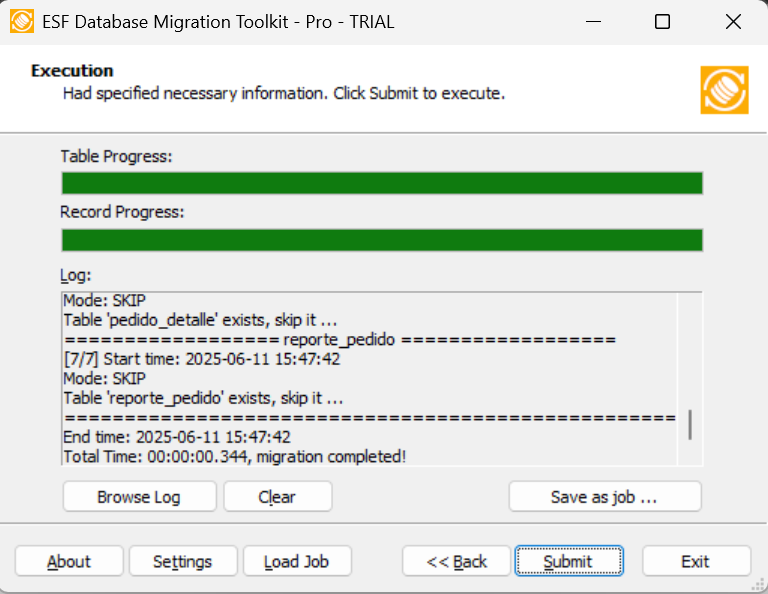 ESF Database Migration Toolkit - Pro - TRIAL
Execution
Had specified necessary information. Click Submit to execute.
Table Progress:
Record Progress:
Log:
Mode: SKIP
Table 'pedido_detalle' exists, skip it ...
================== reporte_pedido ==================
[7/7] Start time: 2025-06-11 15:47:42
Mode: SKIP
Table 'reporte_pedido' exists, skip it ...
===================================================
End time: 2025-06-11 15:47:42
Total Time: 00:00:00.344, migration completed!
Browse Log Clear Save as job ...
About Settings Load Job << Back Submit Exit